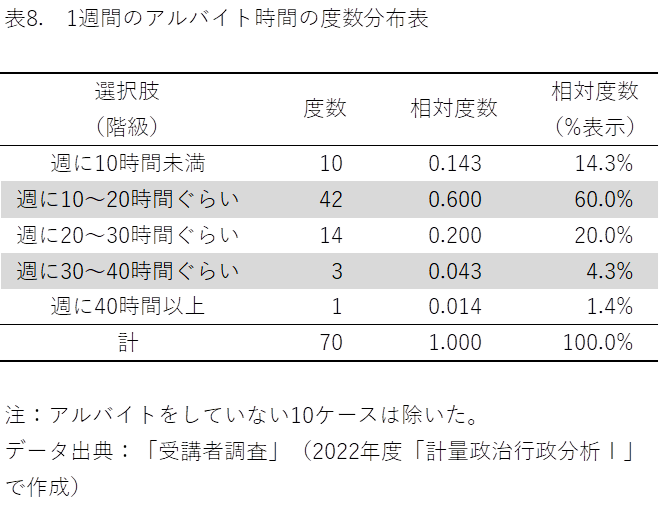 表8.　1週間のアルバイト時間の度数分布表
選択肢（階級） 度数 相対度数 相対度数（%表示）
週に10時間未満 10 0.143 14.3%
週に10～20時間ぐらい 42 0.600 60.0%
週に20～30時間ぐらい 14 0.200 20.0%
週に30～40時間ぐらい 3 0.043 4.3%
週に40時間以上 1 0.014 1.4%
計 70 1.000 100.0%
注：アルバイトをしていない10ケースは除いた。
データ出典：「受講者調査」（2022年度「計量政治行政分析Ⅰ」
で作成）